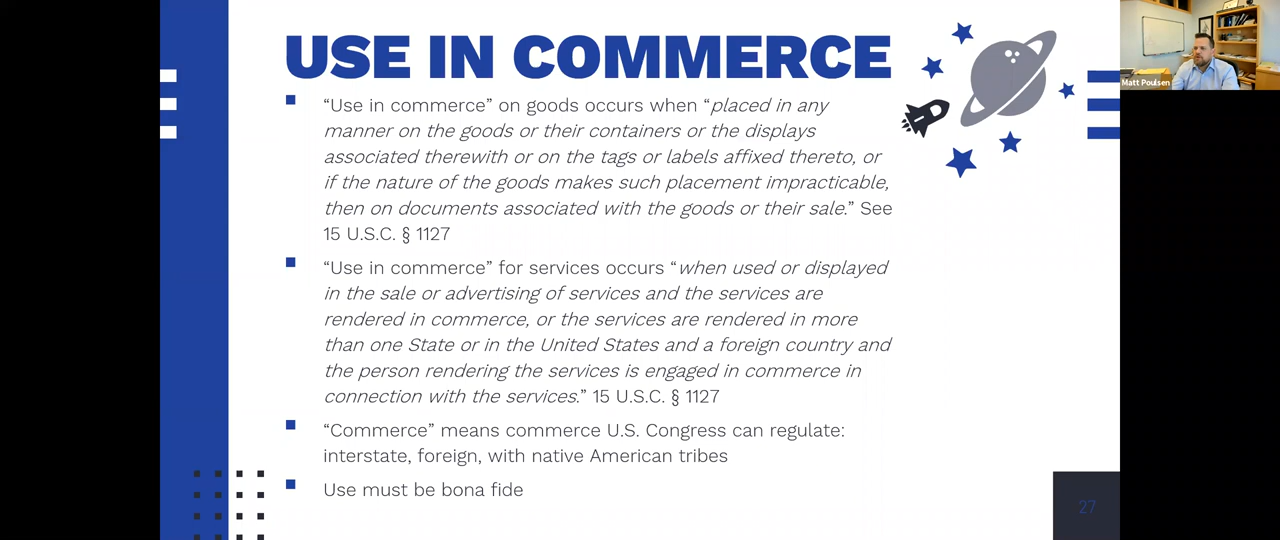 USE IN COMMERCE
“Use in commerce” on goods occurs when “placed in any
manner on the goods or their containers or the displays
associated therewith or on the tags or labels affixed thereto, or
if the nature of the goods makes such placement impracticable,
then on documents associated with the goods or their sale.” See
15 U.S.C. § 1127
“Use in commerce” for services occurs “when used or displayed
in the sale or advertising of services and the services are
rendered in commerce, or the services are rendered in more
than one State or in the United States and a foreign country and
the person rendering the services is engaged in commerce in
connection with the services.” 15 U.S.C. § 1127
“Commerce” means commerce U.S. Congress can regulate:
interstate, foreign, with native American tribes
Use must be bona fide
27
Matt Poulsen